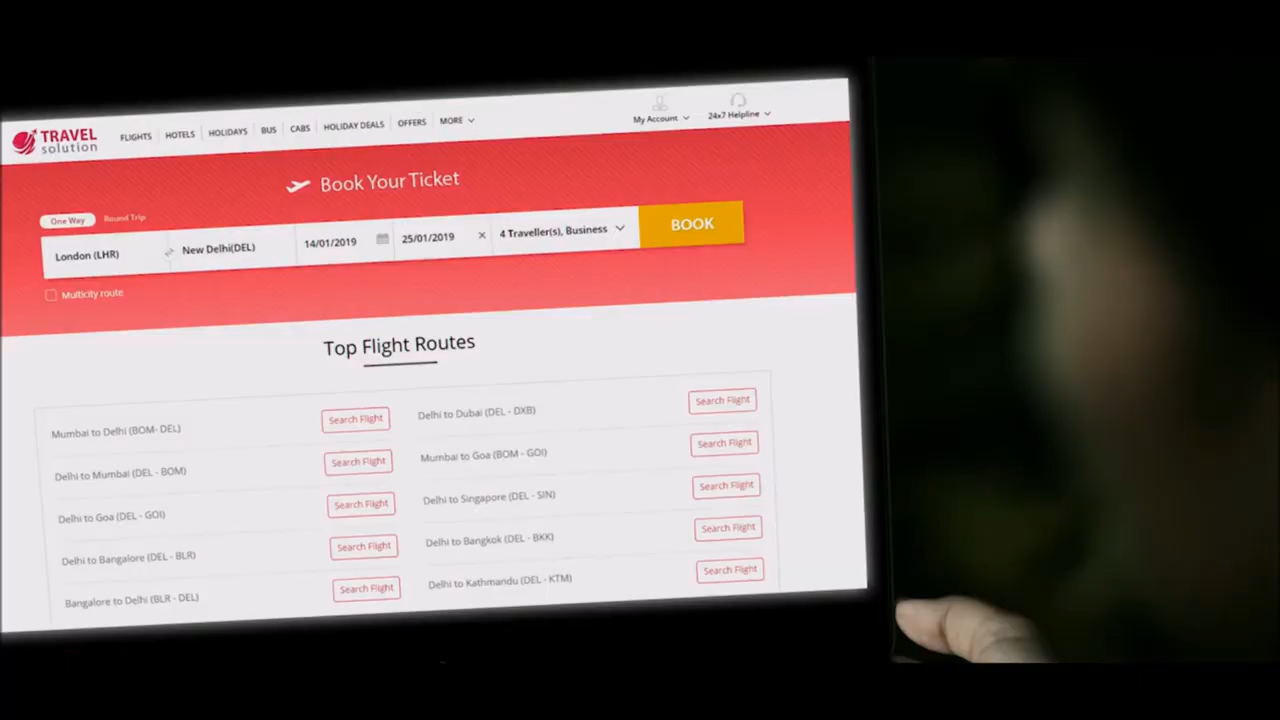 TRAVEL
solution
FLIGHTS HOTELS HOLIDAYS BUS CABS HOLIDAY DEALS OFFERS MORE
My Account 24x7 Helpline
Book Your Ticket
One Way Round Trip
London (LHR) New Delhi(DEL) 14/01/2019 25/01/2019 × 4 Traveller(s), Business BOOK
Multicity route
Top Flight Routes
Mumbai to Delhi (BOM- DEL) Search Flight Delhi to Dubai (DEL - DXB) Search Flight
Delhi to Mumbai (DEL - BOM) Search Flight Mumbai to Goa (BOM - GOI) Search Flight
Delhi to Goa (DEL - GOI) Search Flight Delhi to Singapore (DEL - SIN) Search Flight
Delhi to Bangalore (DEL - BLR) Search Flight Delhi to Bangkok (DEL - BKK) Search Flight
Bangalore to Delhi (BLR - DEL) Search Flight Delhi to Kathmandu (DEL - KTM) Search Flight